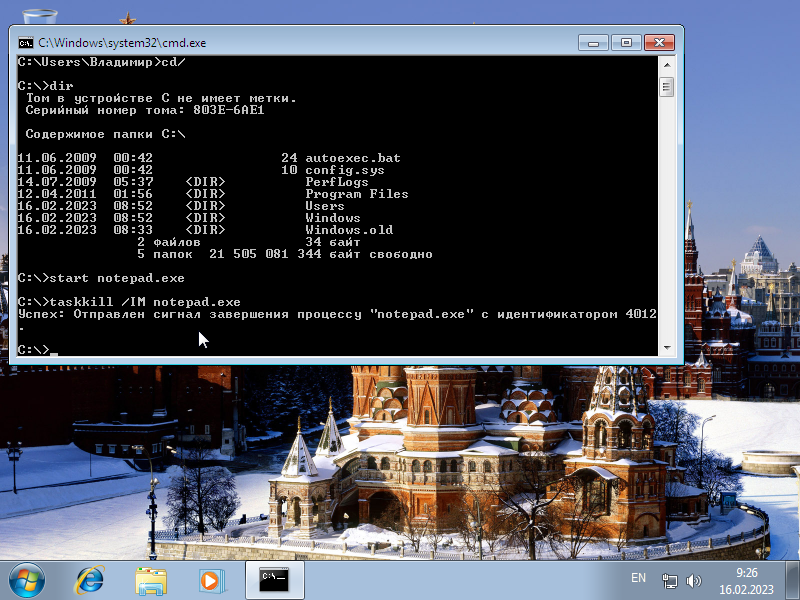 C:\Windows\system32\cmd.exe
C:\Users\Владимир>cd/
C:\>dir
Том в устройстве C не имеет метки.
Серийный номер тома: 803E-6AE1
Содержимое папки C:\
11.06.2009  00:42                24 autoexec.bat
11.06.2009  00:42                10 config.sys
14.07.2009  05:37    <DIR>          PerfLogs
12.04.2011  01:56    <DIR>          Program Files
16.02.2023  08:52    <DIR>          Users
16.02.2023  08:52    <DIR>          Windows
16.02.2023  08:33    <DIR>          Windows.old
2 файлов             34 байт
5 папок  21 505 081 344 байт свободно
C:\>start notepad.exe
C:\>taskkill /IM notepad.exe
Успех: Отправлен сигнал завершения процессу "notepad.exe" с идентификатором 4012
.
C:\>_
EN
9:26
16.02.2023